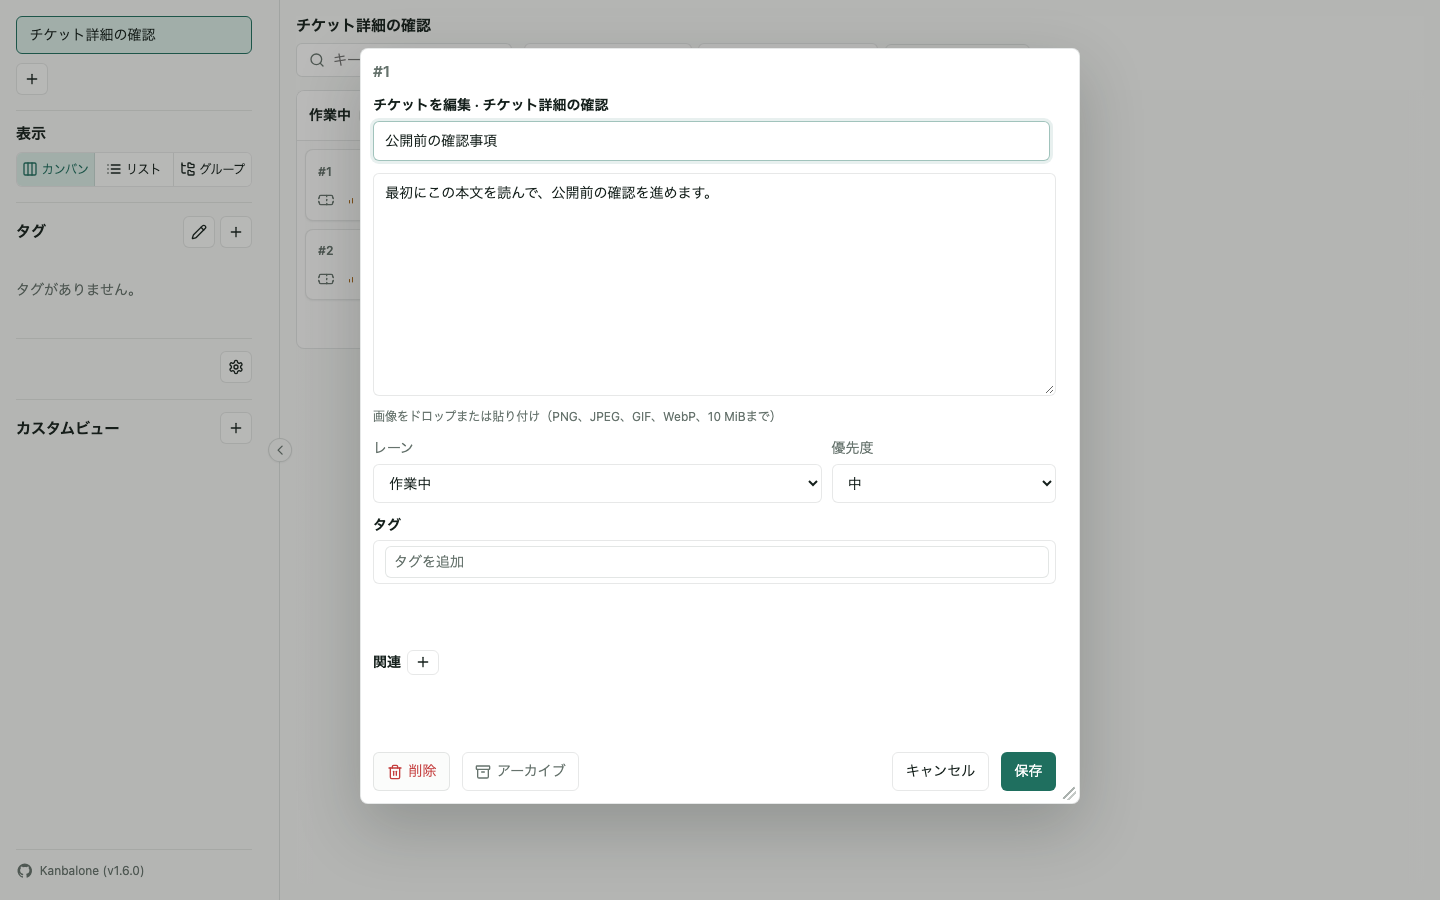 チケット詳細の確認
表示
カンバン
リスト
グループ
タグ
タグがありません。
カスタムビュー
Kanbalone (v1.6.0)
チケット詳細の確認
キー
作業中
#1
#2
#1
チケットを編集 · チケット詳細の確認
公開前の確認事項
最初にこの本文を読んで、公開前の確認を進めます。
画像をドロップまたは貼り付け（PNG、JPEG、GIF、WebP、10 MiBまで）
レーン
優先度
作業中
中
タグ
タグを追加
関連
削除
アーカイブ
キャンセル
保存